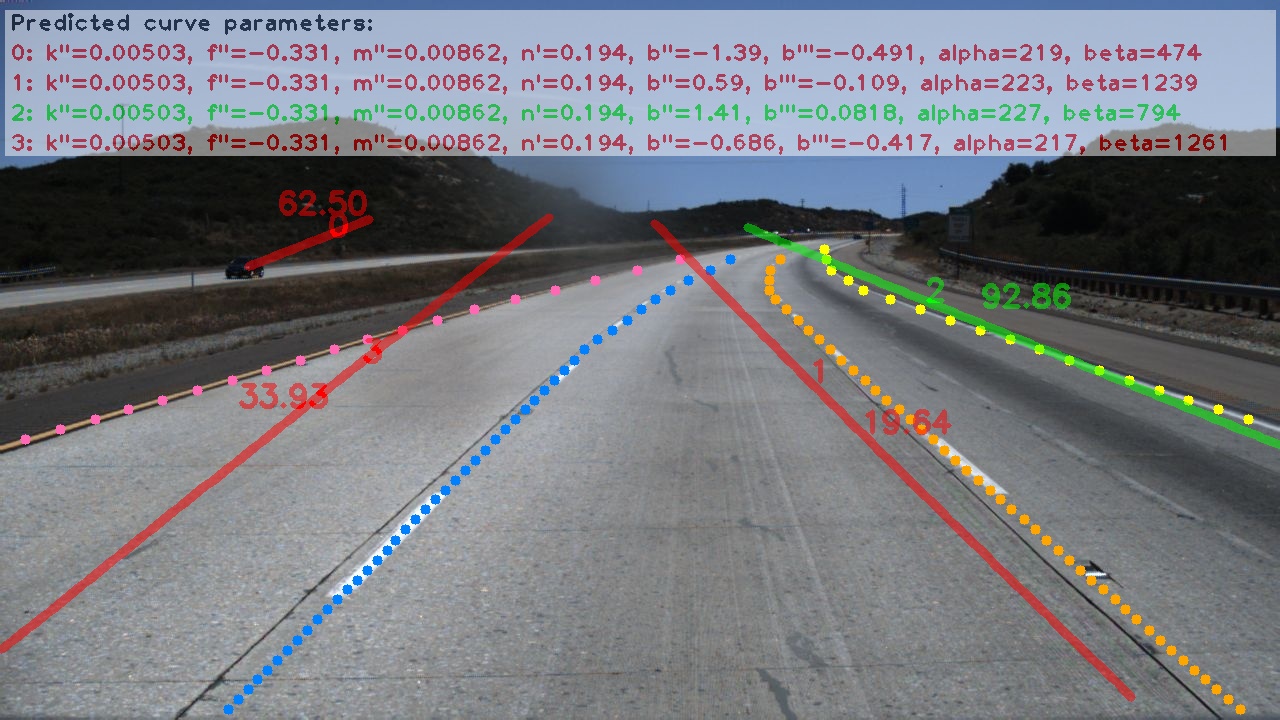 Predicted curve parameters:
0: k''=0.00503, f''=−0.331, m''=0.00862, n'=0.194, b''=−1.39, b'''=−0.491, alpha=219, beta=474
1: k''=0.00503, f''=−0.331, m''=0.00862, n'=0.194, b''=0.59, b'''=−0.109, alpha=223, beta=1239
2: k''=0.00503, f''=−0.331, m''=0.00862, n'=0.194, b''=1.41, b'''=0.0818, alpha=227, beta=794
3: k''=0.00503, f''=−0.331, m''=0.00862, n'=0.194, b''=−0.686, b'''=−0.417, alpha=217, beta=1261
62.50
0
2 92.86
3
1
33.93
19.64